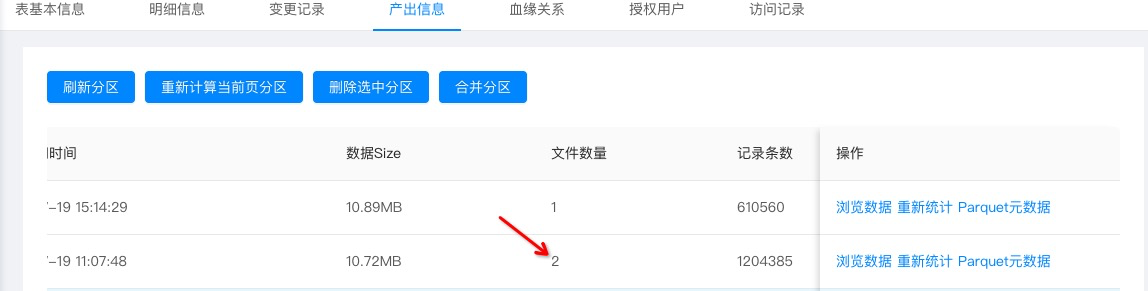 表基本信息 明细信息 变更记录 产出信息 血缘关系 授权用户 访问记录
刷新分区 重新计算当前页分区 删除选中分区 合并分区
时间 数据Size 文件数量 记录条数 操作
-19 15:14:29 10.89MB 1 610560 浏览数据 重新统计 Parquet元数据
-19 11:07:48 10.72MB 2 1204385 浏览数据 重新统计 Parquet元数据